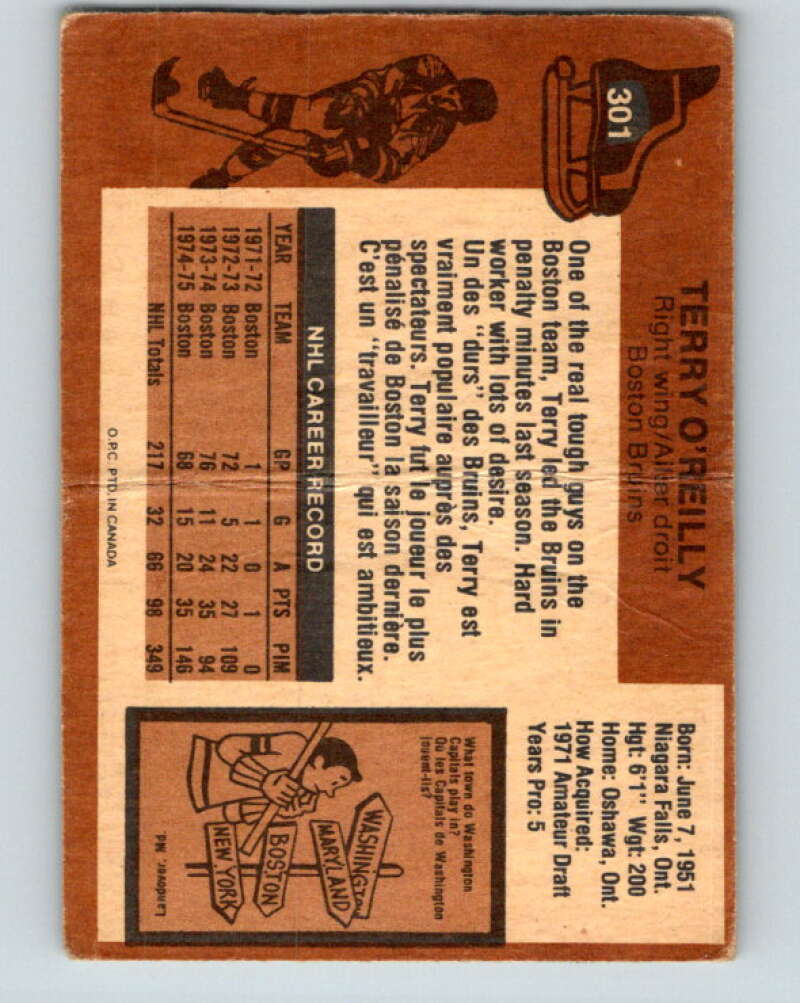 301
TERRY O'REILLY
Right wing/Ailier droit
Boston Bruins
Born: June 7, 1951
Niagara Falls, Ont.
Hgt: 6'1" Wgt: 200
Home: Oshawa, Ont.
How Acquired:
1971 Amateur Draft
Years Pro: 5
One of the real tough guys on the
Boston team, Terry led the Bruins in
penalty minutes last season. Hard
worker with lots of desire.
Un des "durs" des Bruins, Terry est
vraiment populaire auprès des
spectateurs. Terry fut le joueur le plus
pénalisé de Boston la saison dernière.
C'est un "travailleur" qui est ambitieux.
NHL CAREER RECORD
YEAR TEAM GP G A PTS PIM
1971-72 Boston 1 1 0 1 0
1972-73 Boston 72 5 22 27 109
1973-74 Boston 76 11 24 35 94
1974-75 Boston 68 15 20 35 146
NHL Totals 217 32 66 98 349
What town do Washington
Capitals play in?
Où les Capitals de Washington
jouent-ils?
WASHINGTON
MARYLAND
BOSTON
NEW YORK
Landover, Md.
O.P.C. PTD. IN CANADA